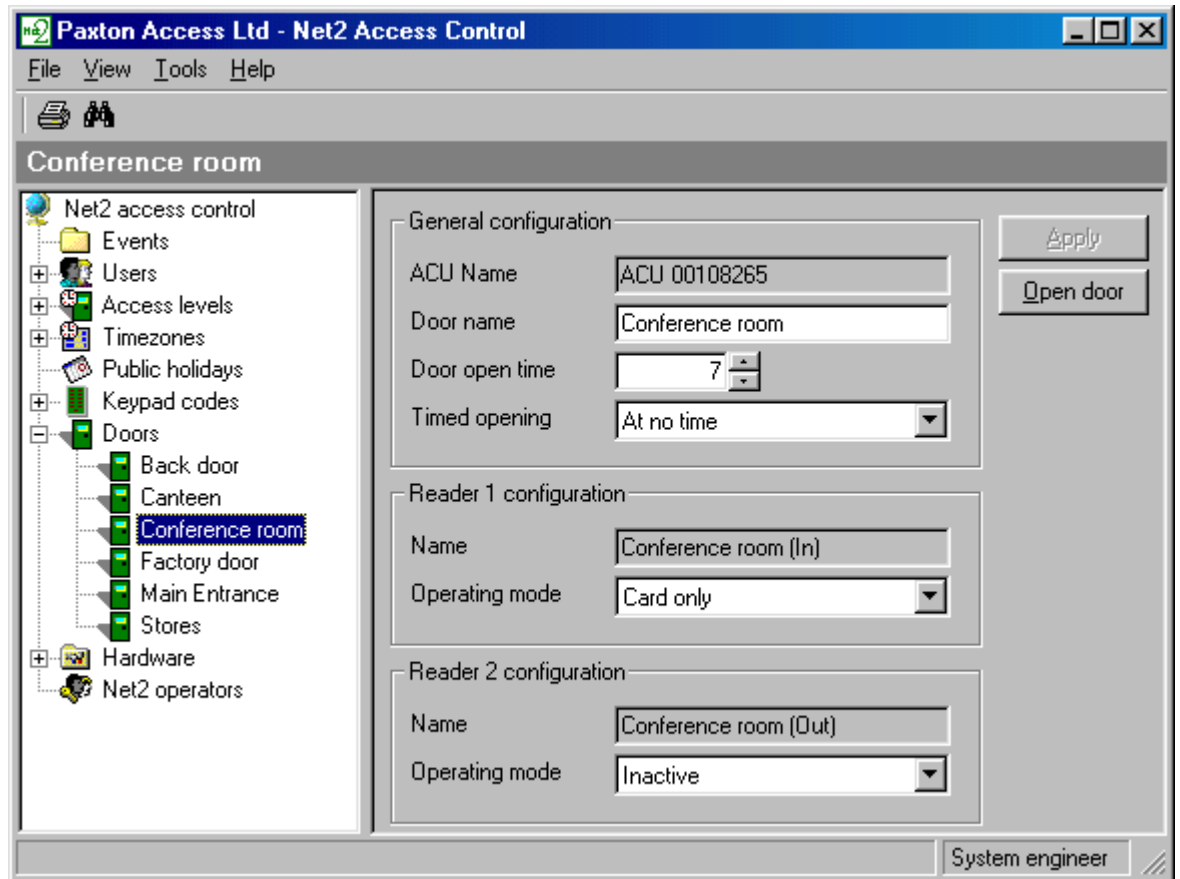 Paxton Access Ltd - Net2 Access Control
File View Tools Help
Conference room
Net2 access control
Events
Users
Access levels
Timezones
Public holidays
Keypad codes
Doors
Back door
Canteen
Conference room
Factory door
Main Entrance
Stores
Hardware
Net2 operators
General configuration
ACU Name ACU 00108265
Door name Conference room
Door open time 7
Timed opening At no time
Reader 1 configuration
Name Conference room (In)
Operating mode Card only
Reader 2 configuration
Name Conference room (Out)
Operating mode Inactive
Apply
Open door
System engineer